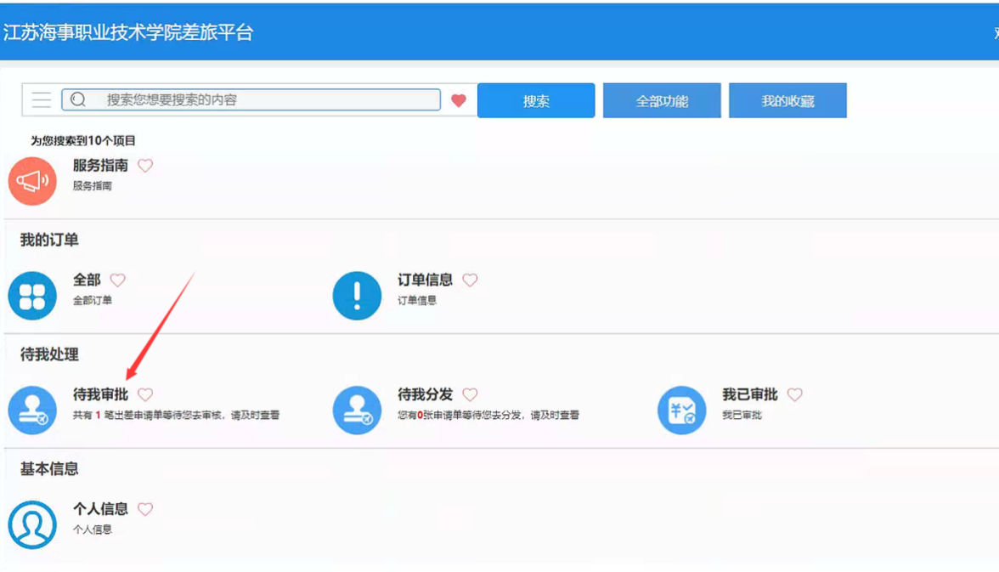 江苏海事职业技术学院差旅平台
搜索您想要搜索的内容
搜索
全部功能
我的收藏
为您搜索到10个项目
服务指南
服务指南
我的订单
全部
全部订单
订单信息
订单信息
待我处理
待我审批
共有 1 笔出差申请单等待您去审核，请及时查看
待我分发
您有0张申请单等待您去分发，请及时查看
我已审批
我已审批
基本信息
个人信息
个人信息